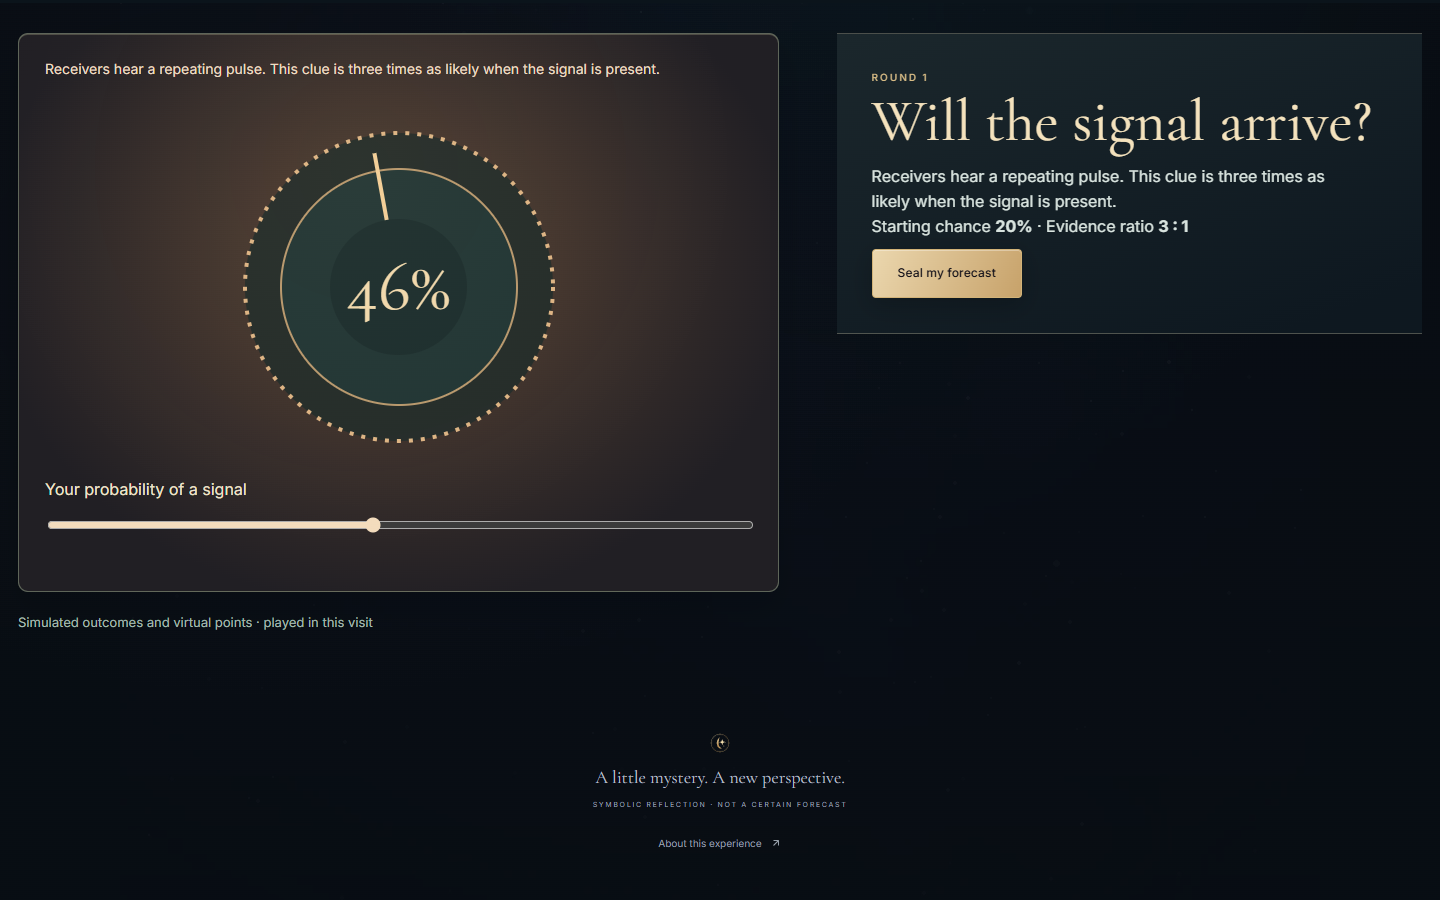 Receivers hear a repeating pulse. This clue is three times as likely when the signal is present.
46%
Your probability of a signal
Simulated outcomes and virtual points · played in this visit
ROUND 1
Will the signal arrive?
Receivers hear a repeating pulse. This clue is three times as
likely when the signal is present.
Starting chance 20% · Evidence ratio 3 : 1
Seal my forecast
A little mystery. A new perspective.
SYMBOLIC REFLECTION · NOT A CERTAIN FORECAST
About this experience